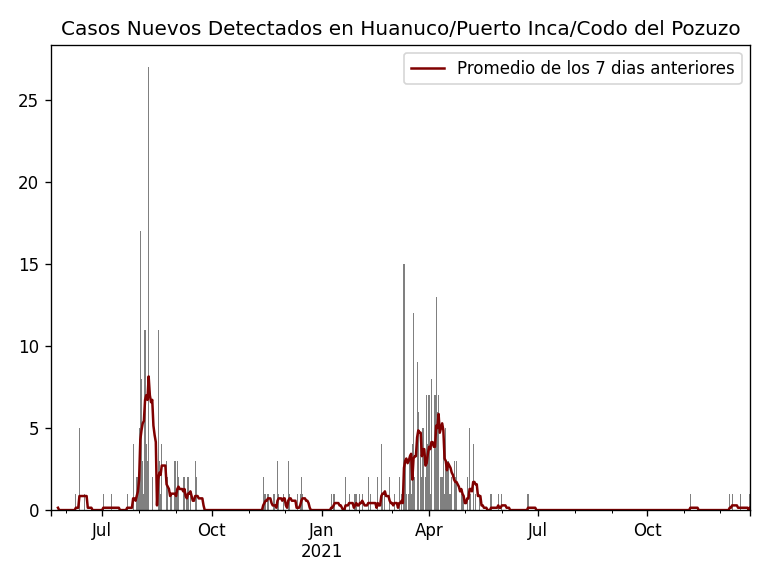 Casos Nuevos Detectados en Huanuco/Puerto Inca/Codo del Pozuzo
Promedio de los 7 dias anteriores
25
20
15
10
5
0
Jul Oct Jan Apr Jul Oct
2021